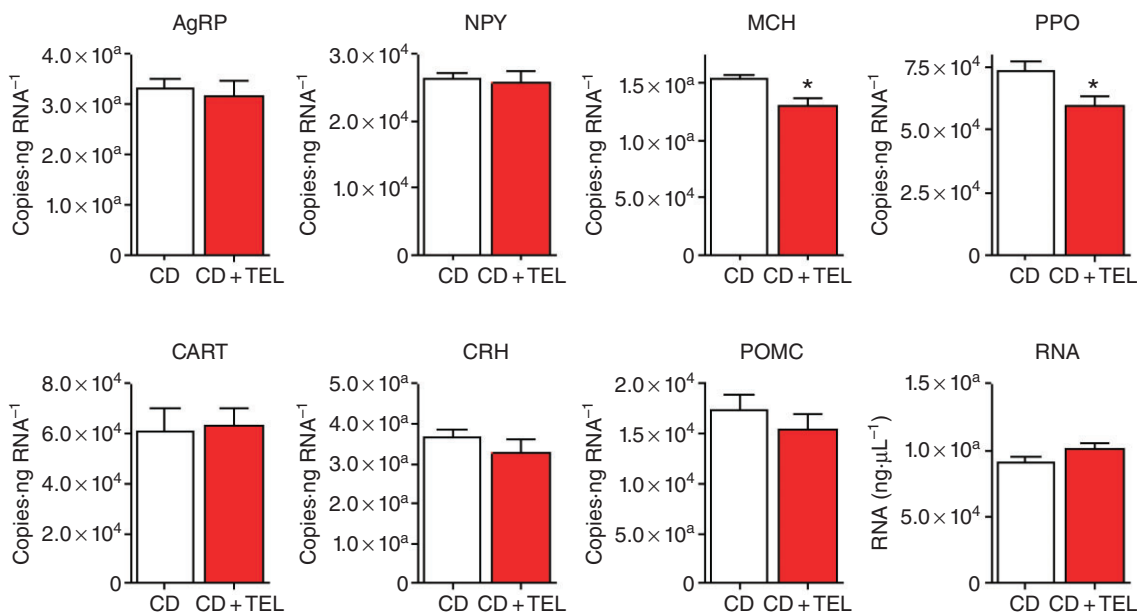 AgRP
Copies·ng RNA⁻¹
4.0 × 10ᵃ
3.0 × 10ᵃ
2.0 × 10ᵃ
1.0 × 10ᵃ
0
CD CD + TEL
NPY
Copies·ng RNA⁻¹
3.0 × 10⁴
2.0 × 10⁴
1.0 × 10⁴
0
CD CD + TEL
MCH
Copies·ng RNA⁻¹
1.5 × 10ᵃ
1.0 × 10ᵃ
5.0 × 10⁴
0
*
CD CD + TEL
PPO
Copies·ng RNA⁻¹
7.5 × 10⁴
5.0 × 10⁴
2.5 × 10⁴
0
*
CD CD + TEL
CART
Copies·ng RNA⁻¹
8.0 × 10⁴
6.0 × 10⁴
4.0 × 10⁴
2.0 × 10⁴
0
CD CD + TEL
CRH
Copies·ng RNA⁻¹
5.0 × 10ᵃ
4.0 × 10ᵃ
3.0 × 10ᵃ
2.0 × 10ᵃ
1.0 × 10ᵃ
0
CD CD + TEL
POMC
Copies·ng RNA⁻¹
2.0 × 10⁴
1.5 × 10⁴
1.0 × 10⁴
5.0 × 10ᵃ
0
CD CD + TEL
RNA
RNA (ng·µL⁻¹)
1.5 × 10ᵃ
1.0 × 10ᵃ
5.0 × 10⁴
0
CD CD + TEL